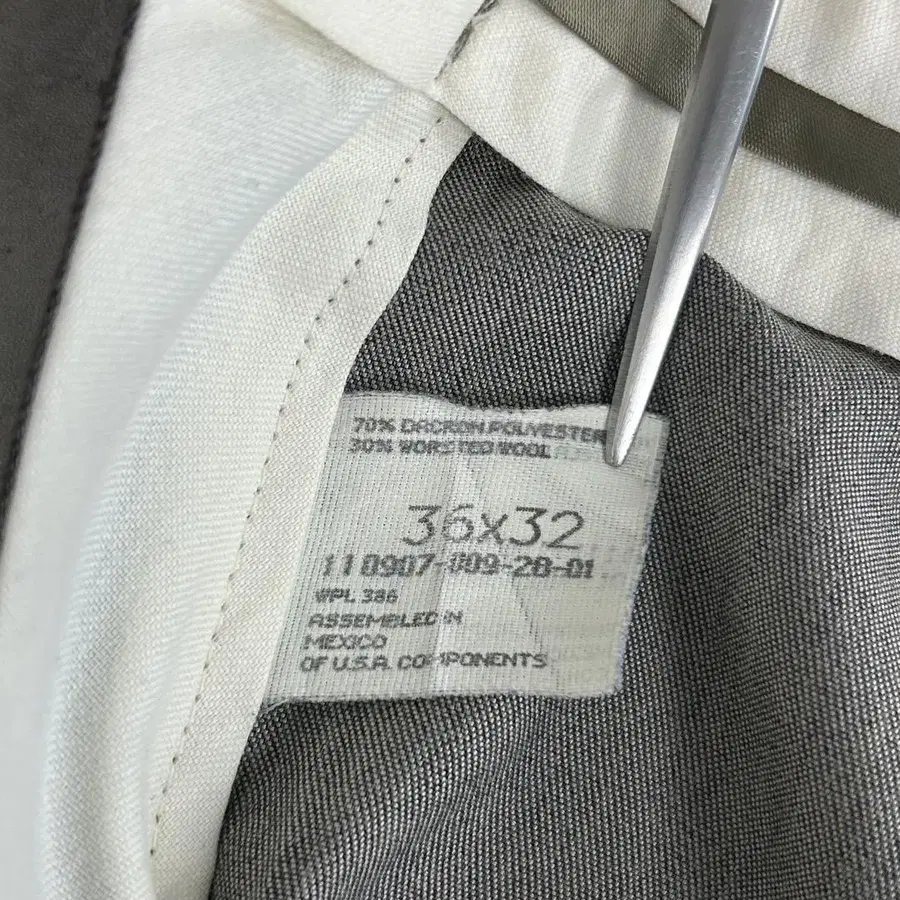 70% DACRON POLYESTER
30% WORSTED WOOL
36x32
110907-009-28-01
WPL 386
ASSEMBLED IN
MEXICO
OF U.S.A. COMPONENTS